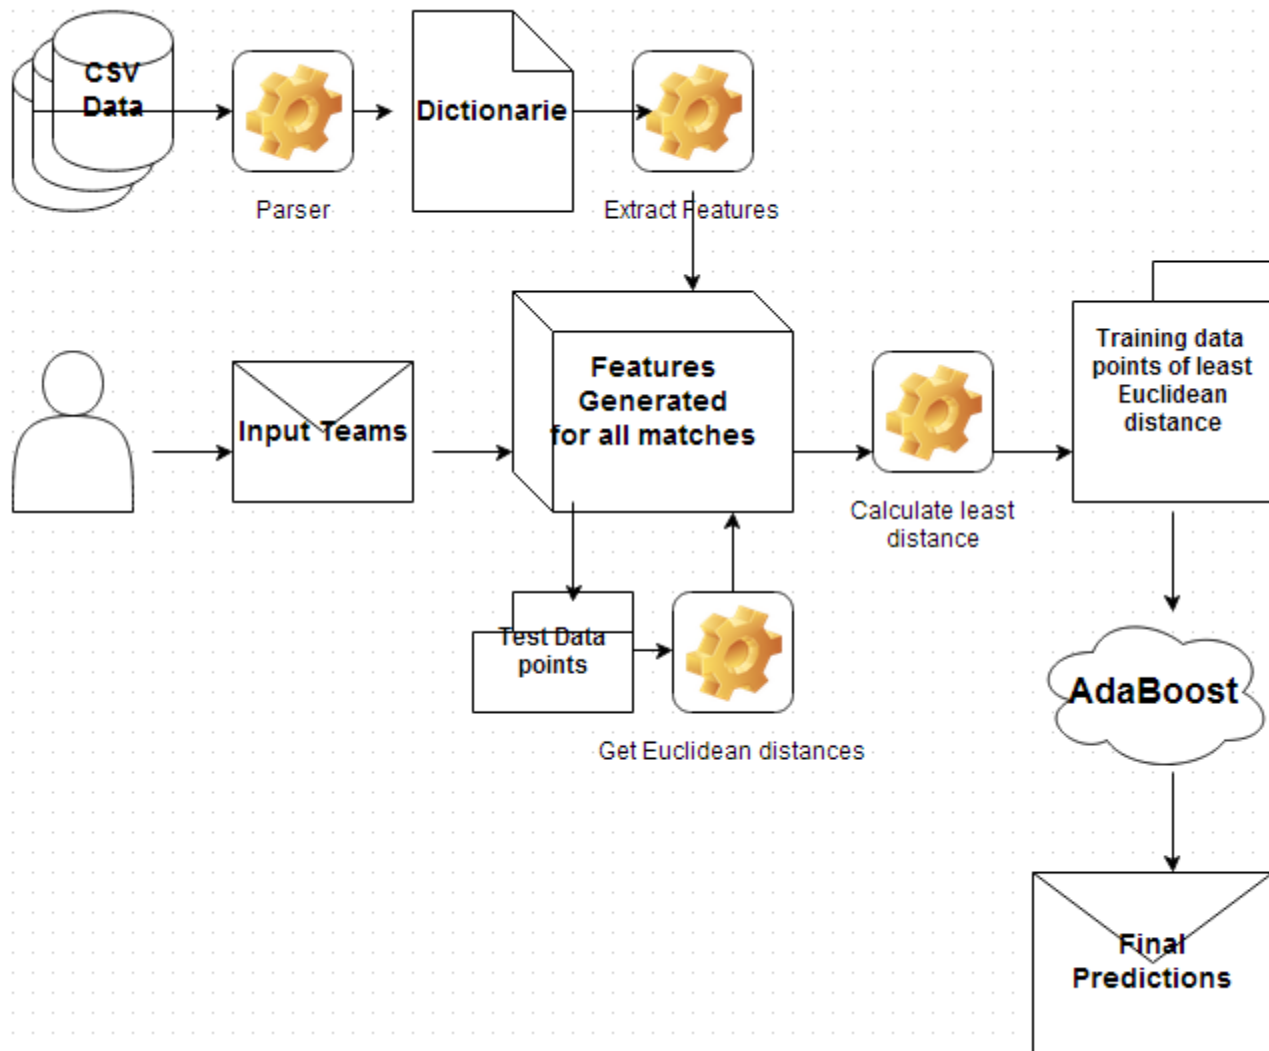 CSV
Data
Dictionarie
Parser
Extract Features
Input Teams
Features
Generated
for all matches
Calculate least
distance
Training data
points of least
Euclidean
distance
Test Data
points
Get Euclidean distances
AdaBoost
Final
Predictions